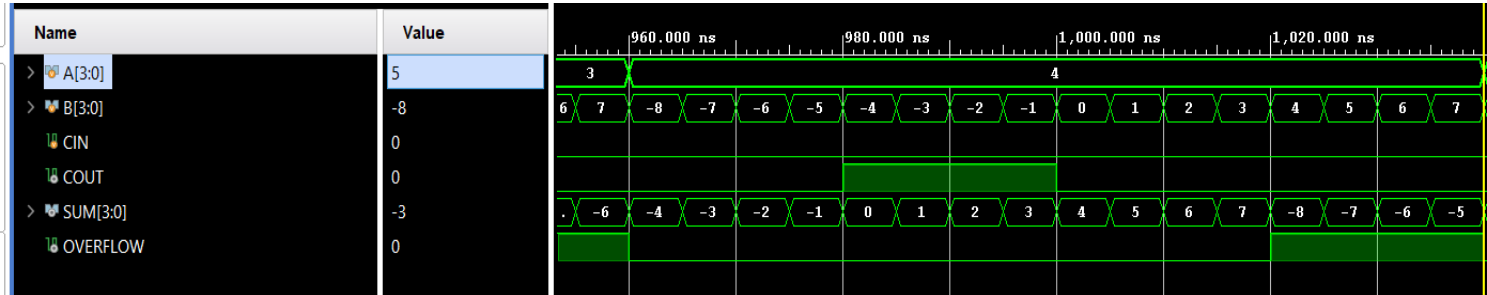 Name Value 960.000 ns 980.000 ns 1,000.000 ns 1,020.000 ns
> A[3:0] 5 3 4
> B[3:0] -8 6 7 -8 -7 -6 -5 -4 -3 -2 -1 0 1 2 3 4 5 6 7
CIN 0
COUT 0
> SUM[3:0] -3 . -6 -4 -3 -2 -1 0 1 2 3 4 5 6 7 -8 -7 -6 -5
OVERFLOW 0